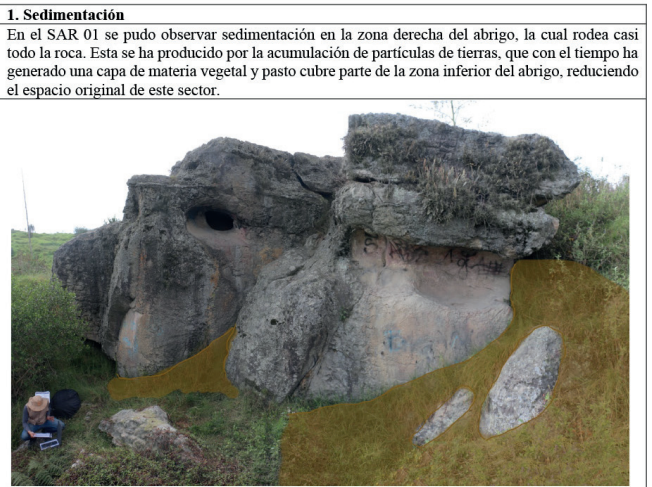 1. Sedimentación
En el SAR 01 se pudo observar sedimentación en la zona derecha del abrigo, la cual rodea casi
todo la roca. Esta se ha producido por la acumulación de partículas de tierras, que con el tiempo ha
generado una capa de materia vegetal y pasto cubre parte de la zona inferior del abrigo, reduciendo
el espacio original de este sector.